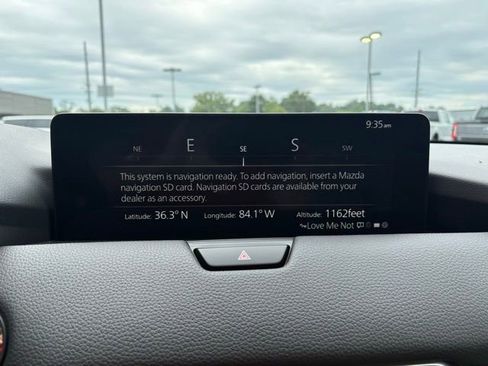 9:35am
NE E SE S SW
This system is navigation ready. To add navigation, insert a Mazda
navigation SD card. Navigation SD cards are available from your
dealer as an accessory.
Latitude: 36.3° N Longitude: 84.1° W Altitude: 1162feet
Love Me Not